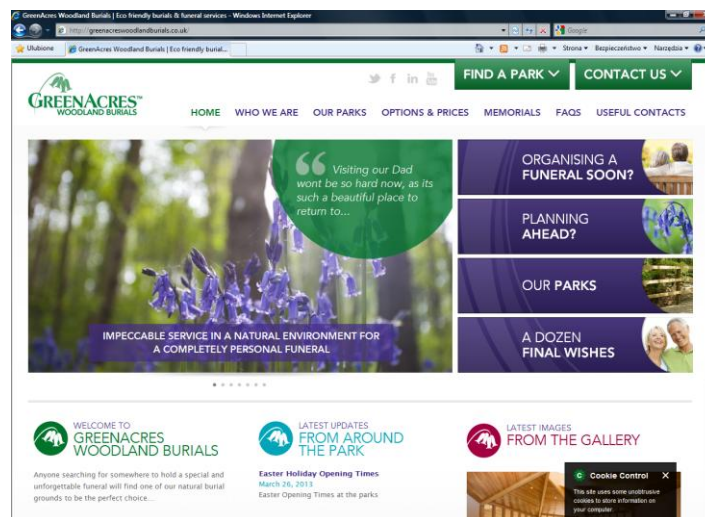 GreenAcres Woodland Burials | Eco friendly burials & funeral services - Windows Internet Explorer
http://greenacreswoodlandburials.co.uk/
Google
Ulubione
GreenAcres Woodland Burials | Eco friendly burial...
Strona
Bezpieczeństwo
Narzędzia
FIND A PARK
CONTACT US
GREENACRES™
WOODLAND BURIALS
HOME
WHO WE ARE
OUR PARKS
OPTIONS & PRICES
MEMORIALS
FAQS
USEFUL CONTACTS
“ Visiting our Dad
wont be so hard now, as its
such a beautiful place to
return to...
IMPECCABLE SERVICE IN A NATURAL ENVIRONMENT FOR
A COMPLETELY PERSONAL FUNERAL
ORGANISING A
FUNERAL SOON?
PLANNING
AHEAD?
OUR PARKS
A DOZEN
FINAL WISHES
WELCOME TO
GREENACRES
WOODLAND BURIALS
Anyone searching for somewhere to hold a special and
unforgettable funeral will find one of our natural burial
grounds to be the perfect choice....
LATEST UPDATES
FROM AROUND
THE PARK
Easter Holiday Opening Times
March 26, 2013
Easter Opening Times at the parks
LATEST IMAGES
FROM THE GALLERY
Cookie Control X
This site uses some unobtrusive
cookies to store information on
your computer.